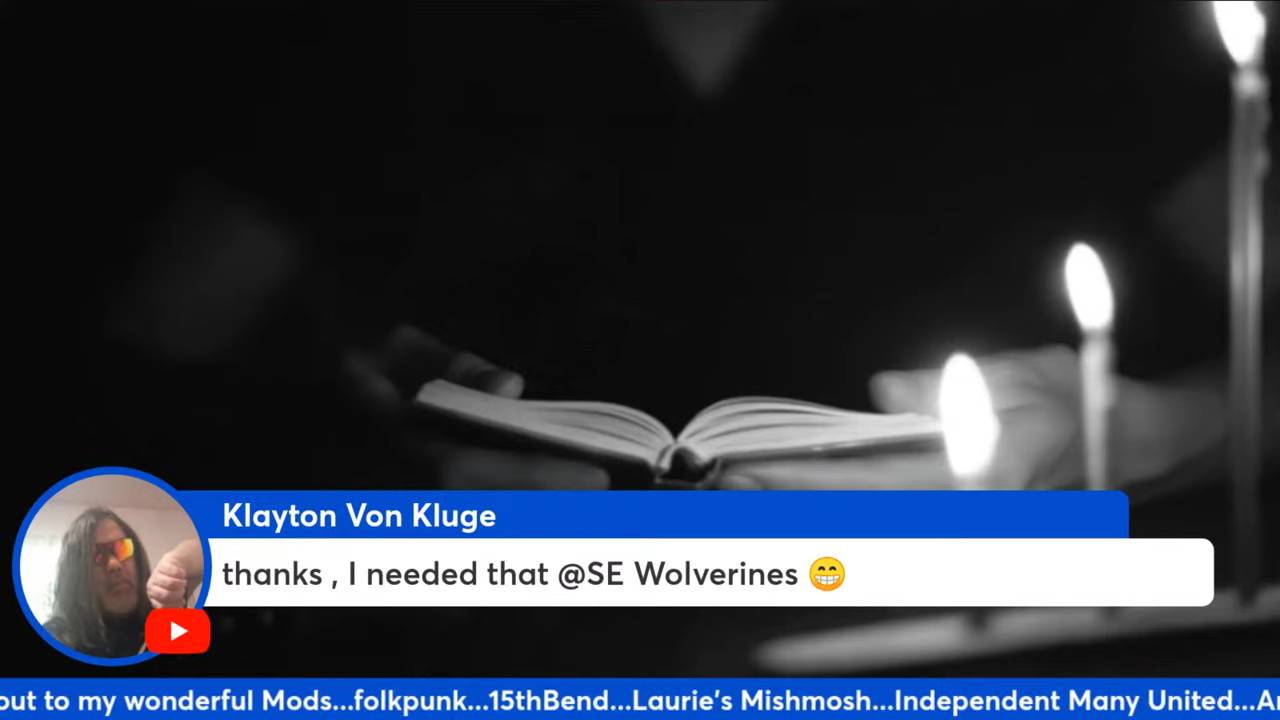 Klayton Von Kluge
thanks , I needed that @SE Wolverines 😁
out to my wonderful Mods...folkpunk...15thBend...Laurie's Mishmosh...Independent Many United...A